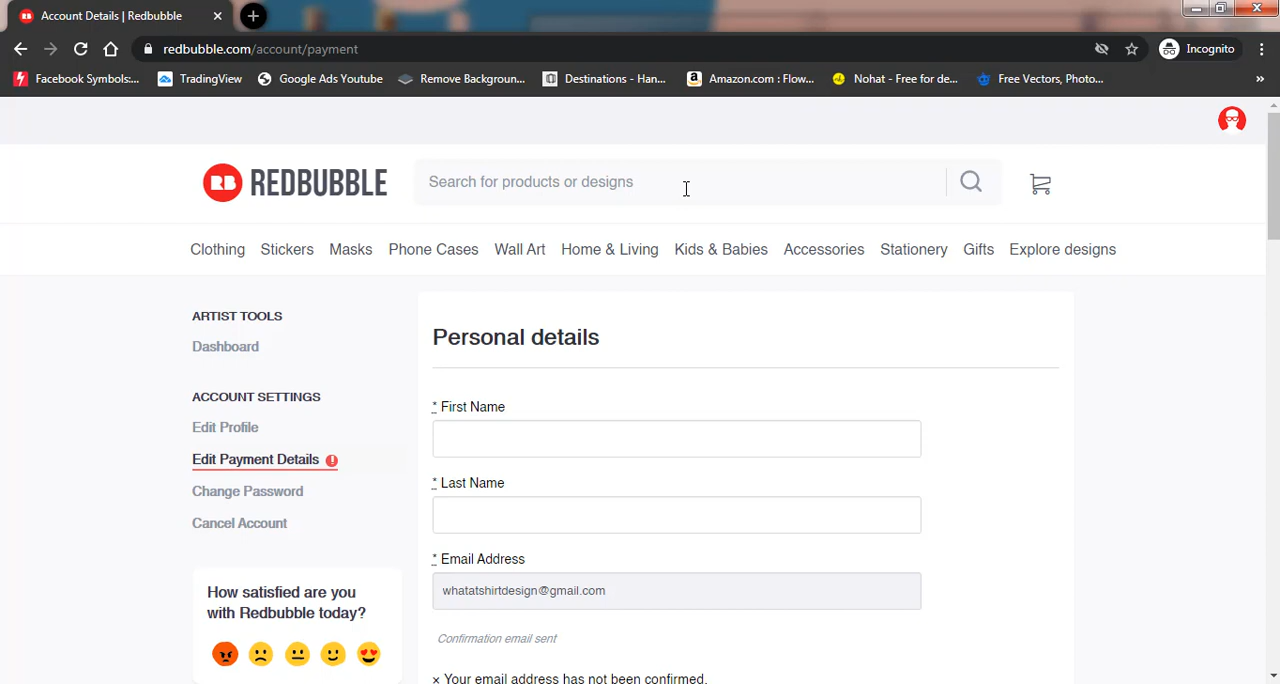 Account Details | Redbubble
redbubble.com/account/payment
Incognito
Facebook Symbols:... TradingView Google Ads Youtube Remove Backgroun... Destinations - Han... Amazon.com : Flow... Nohat - Free for de... Free Vectors, Photo... »
RB REDBUBBLE
Search for products or designs
Clothing Stickers Masks Phone Cases Wall Art Home & Living Kids & Babies Accessories Stationery Gifts Explore designs
ARTIST TOOLS
Dashboard
ACCOUNT SETTINGS
Edit Profile
Edit Payment Details !
Change Password
Cancel Account
How satisfied are you
with Redbubble today?
Personal details
* First Name
* Last Name
* Email Address
whatatshirtdesign@gmail.com
Confirmation email sent
× Your email address has not been confirmed.